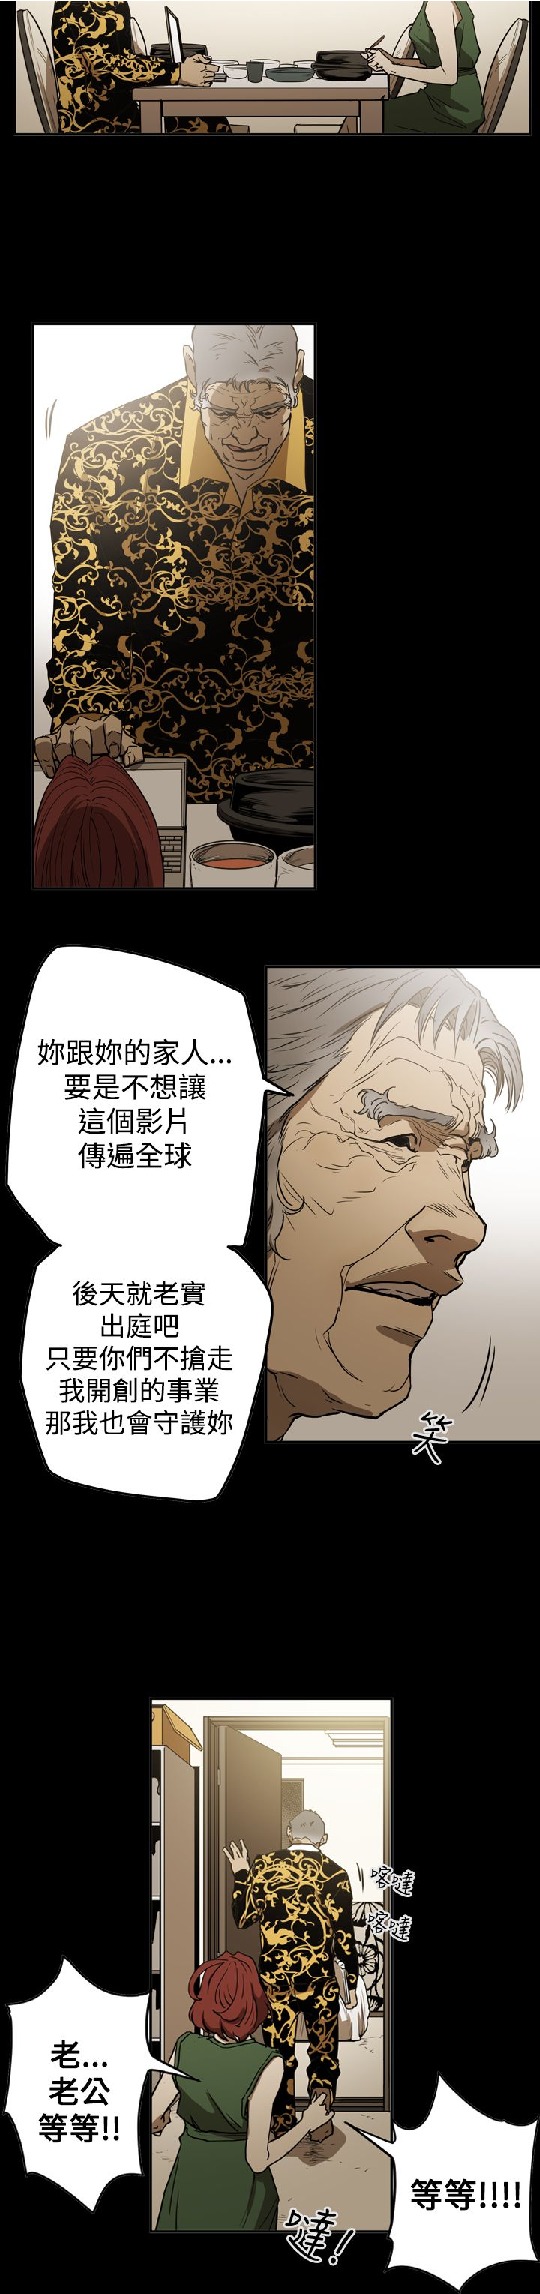 妳跟妳的家人...
要是不想讓
這個影片
傳遍全球
後天就老實
出庭吧
只要你們不搶走
我開創的事業
那我也會守護妳
笑
喀噠
喀噠
老...
老公
等等!!
等等!!!!
噠!